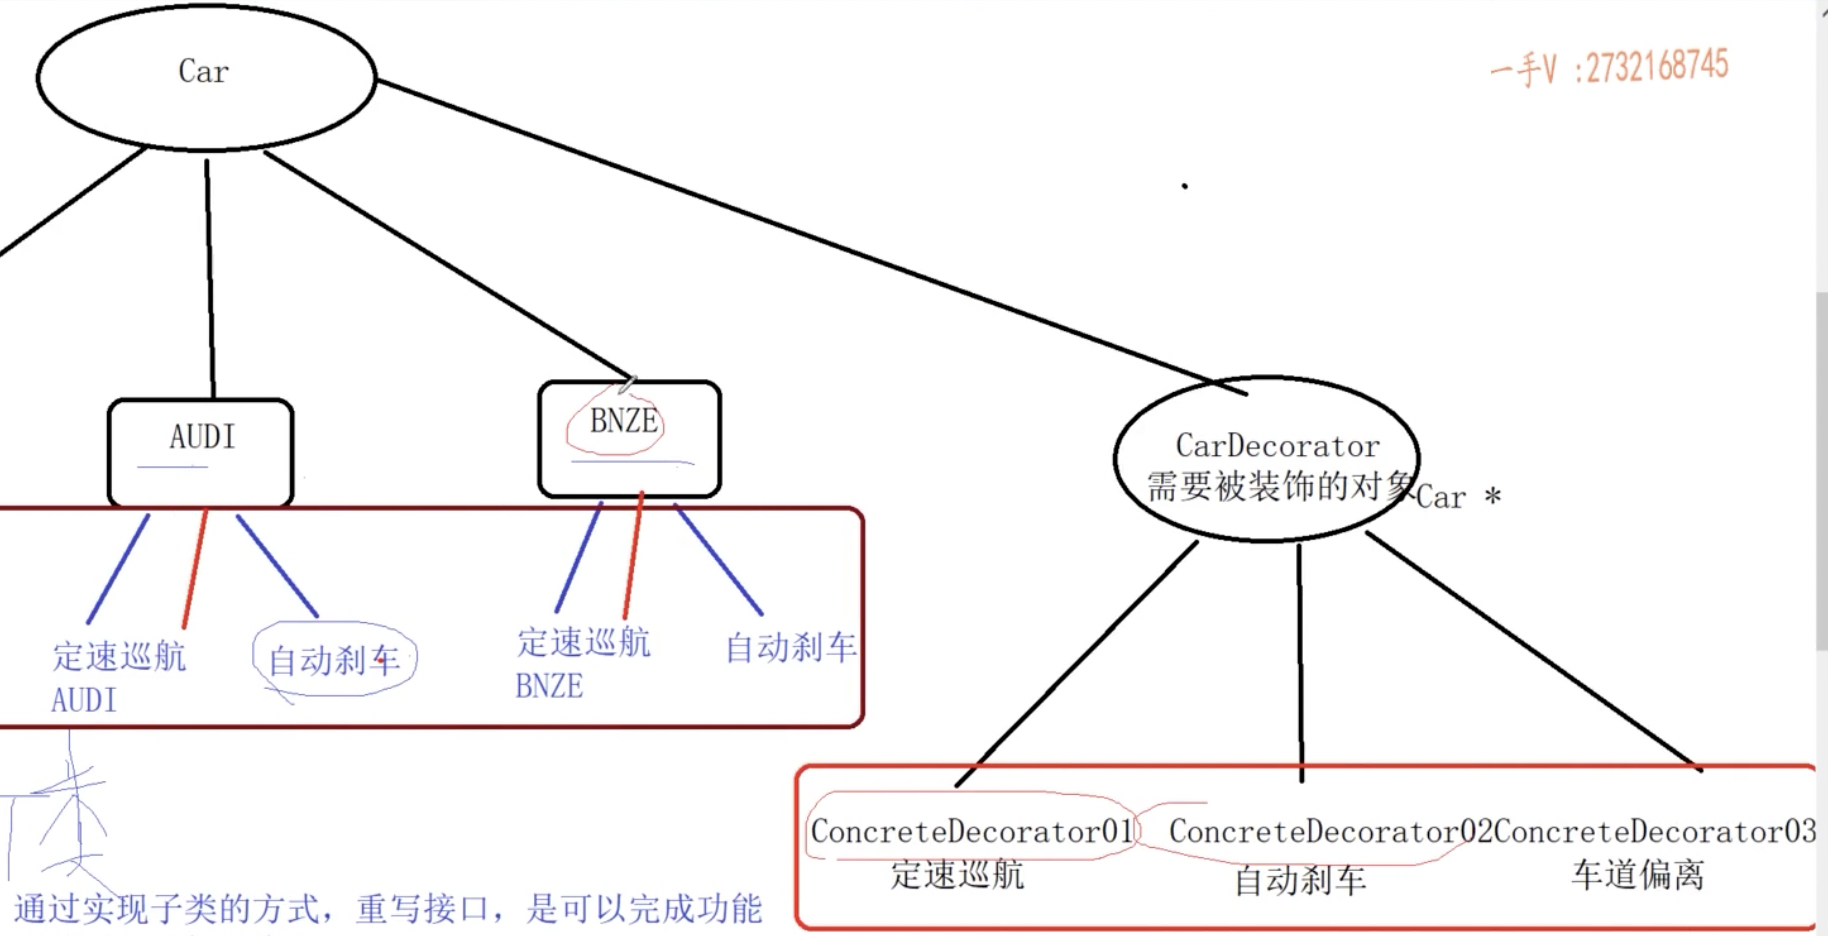 Car
一手V :2732168745
AUDI
BNZE
CarDecorator
需要被装饰的对象
Car *
定速巡航
AUDI
自动刹车
定速巡航
BNZE
自动刹车
ConcreteDecorator01
定速巡航
ConcreteDecorator02
自动刹车
ConcreteDecorator03
车道偏离
通过实现子类的方式，重写接口，是可以完成功能